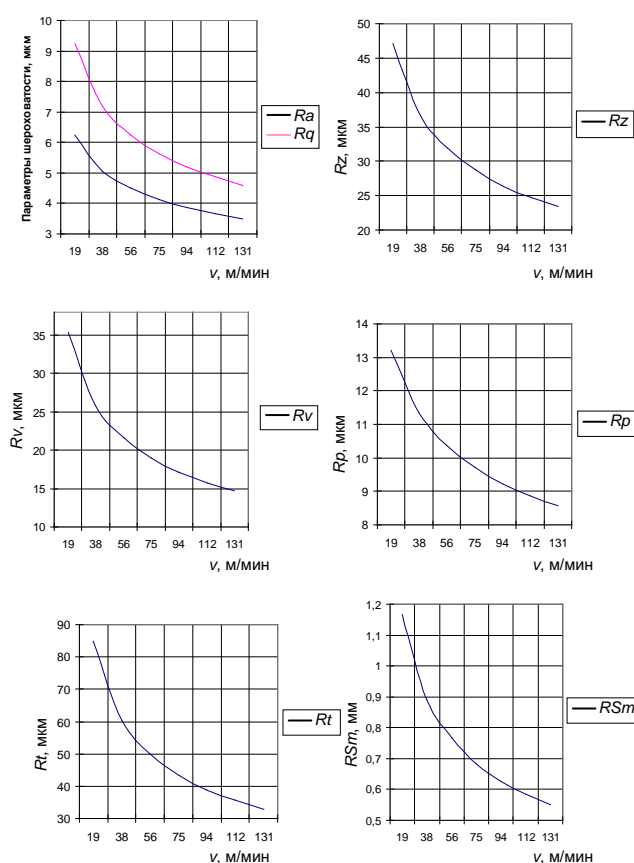 Параметры шероховатости, мкм
10
9
8
7
6
5
4
3
19 38 56 75 94 112 131
v, м/мин
Ra
Rq
Rz, мкм
50
45
40
35
30
25
20
19 38 56 75 94 112 131
v, м/мин
Rz
Rv, мкм
35
30
25
20
15
10
19 38 56 75 94 112 131
v, м/мин
Rv
Rp, мкм
14
13
12
11
10
9
8
19 38 56 75 94 112 131
v, м/мин
Rp
Rt, мкм
90
80
70
60
50
40
30
19 38 56 75 94 112 131
v, м/мин
Rt
RSm, мм
1,2
1,1
1
0,9
0,8
0,7
0,6
0,5
19 38 56 75 94 112 131
v, м/мин
RSm